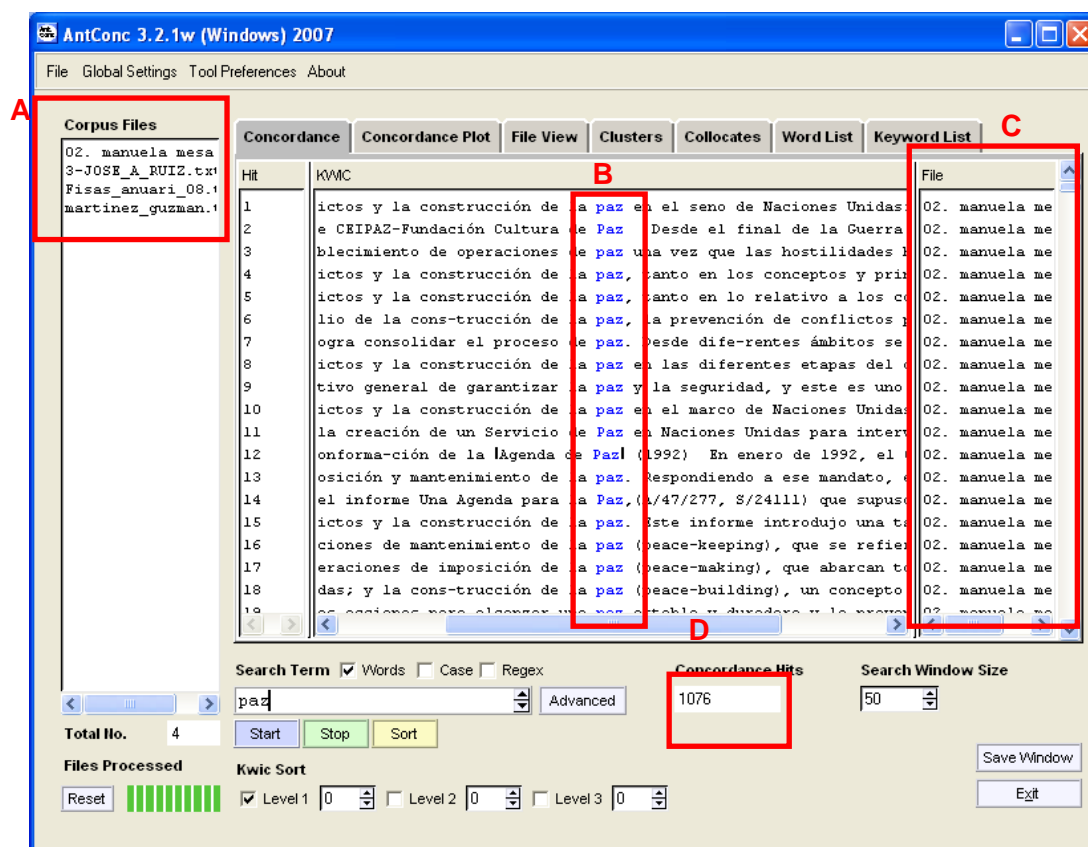 AntConc 3.2.1w (Windows) 2007
File Global Settings Tool Preferences About
A
Corpus Files
02. manuela mesa
3-JOSE_A_RUIZ.txt
Fisas_anuari_08.
martinez_guzman.
Concordance Concordance Plot File View Clusters Collocates Word List Keyword List
C
Hit KWIC File
B
1 ictos y la construcción de la paz en el seno de Naciones Unidas: 02. manuela me
2 e CEIPAZ-Fundación Cultura de Paz Desde el final de la Guerra 02. manuela me
3 blecimiento de operaciones de paz una vez que las hostilidades 02. manuela me
4 ictos y la construcción de la paz, tanto en los conceptos y prin 02. manuela me
5 ictos y la construcción de la paz, tanto en lo relativo a los co 02. manuela me
6 lio de la cons-trucción de la paz, la prevención de conflictos p 02. manuela me
7 ogra consolidar el proceso de paz. Desde dife-rentes ámbitos se 02. manuela me
8 ictos y la construcción de la paz en las diferentes etapas del 02. manuela me
9 tivo general de garantizar la paz y la seguridad, y este es uno 02. manuela me
10 ictos y la construcción de la paz en el marco de Naciones Unidas 02. manuela me
11 la creación de un Servicio de Paz en Naciones Unidas para interv 02. manuela me
12 onforma-ción de la Agenda de Paz (1992) En enero de 1992, el 02. manuela me
13 osición y mantenimiento de la paz. Respondiendo a ese mandato, 02. manuela me
14 el informe Una Agenda para la Paz,(A/47/277, S/24111) que supuso 02. manuela me
15 ictos y la construcción de la paz. Este informe introdujo una ta 02. manuela me
16 ciones de mantenimiento de la paz (peace-keeping), que se refier 02. manuela me
17 eraciones de imposición de la paz (peace-making), que abarcan to 02. manuela me
18 das; y la cons-trucción de la paz (peace-building), un concepto 02. manuela me
19 es acciones para alcanzar una paz estable y duradera y la preven 02. manuela me
D
Search Term Words Case Regex Concordance Hits Search Window Size
paz Advanced 1076 50
Total No. 4 Start Stop Sort
Files Processed Kwic Sort Save Window
Reset Level 1 0 Level 2 0 Level 3 0 Exit